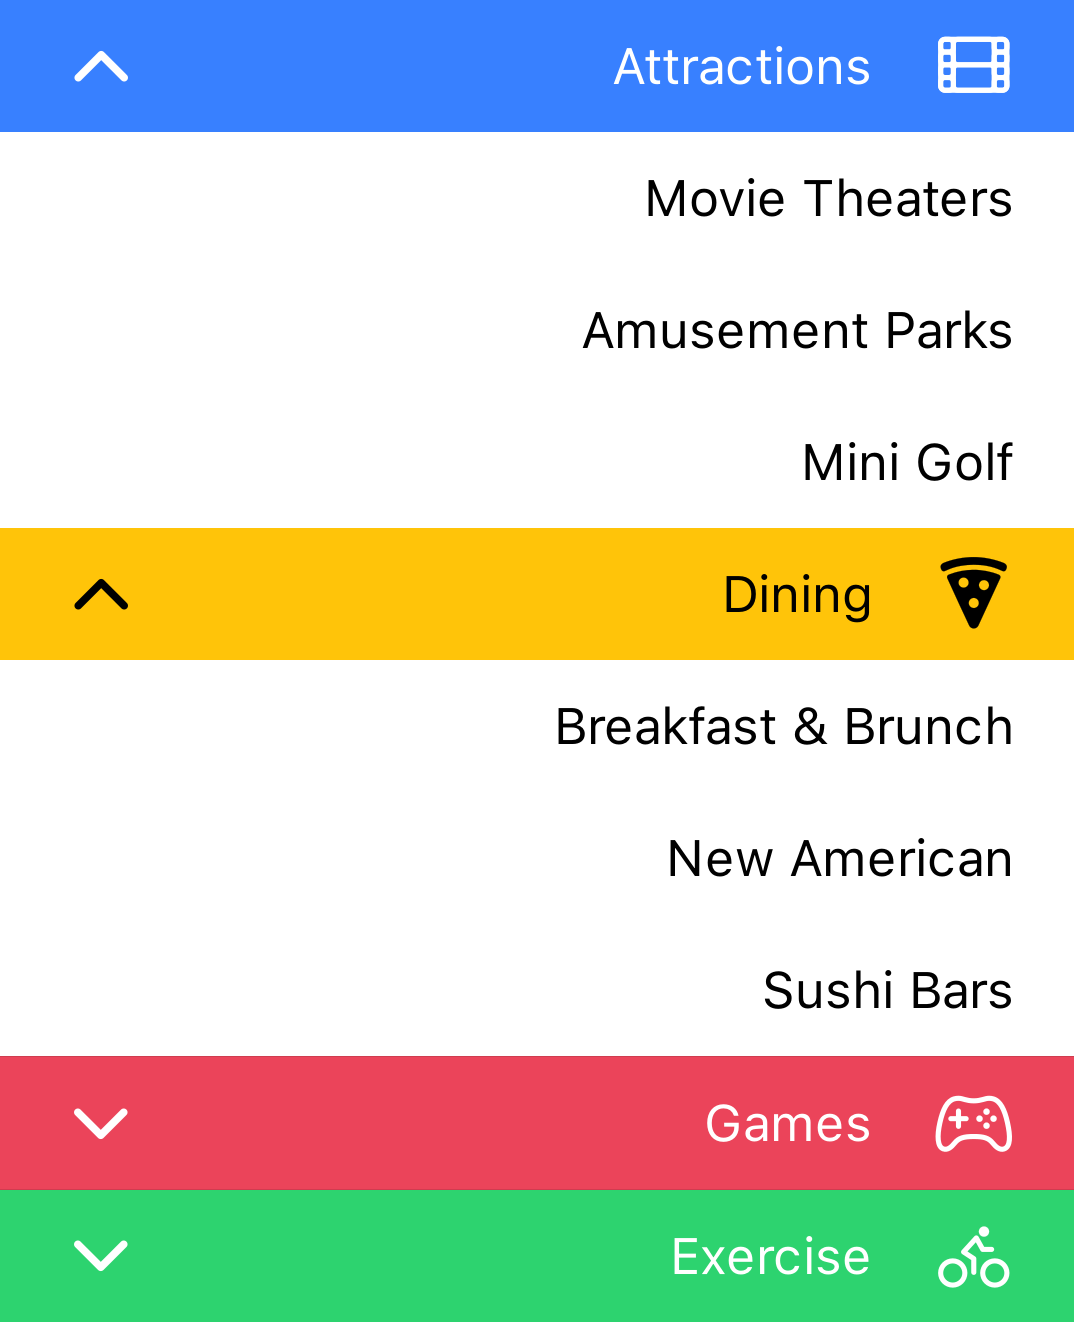 Attractions
Movie Theaters
Amusement Parks
Mini Golf
Dining
Breakfast & Brunch
New American
Sushi Bars
Games
Exercise